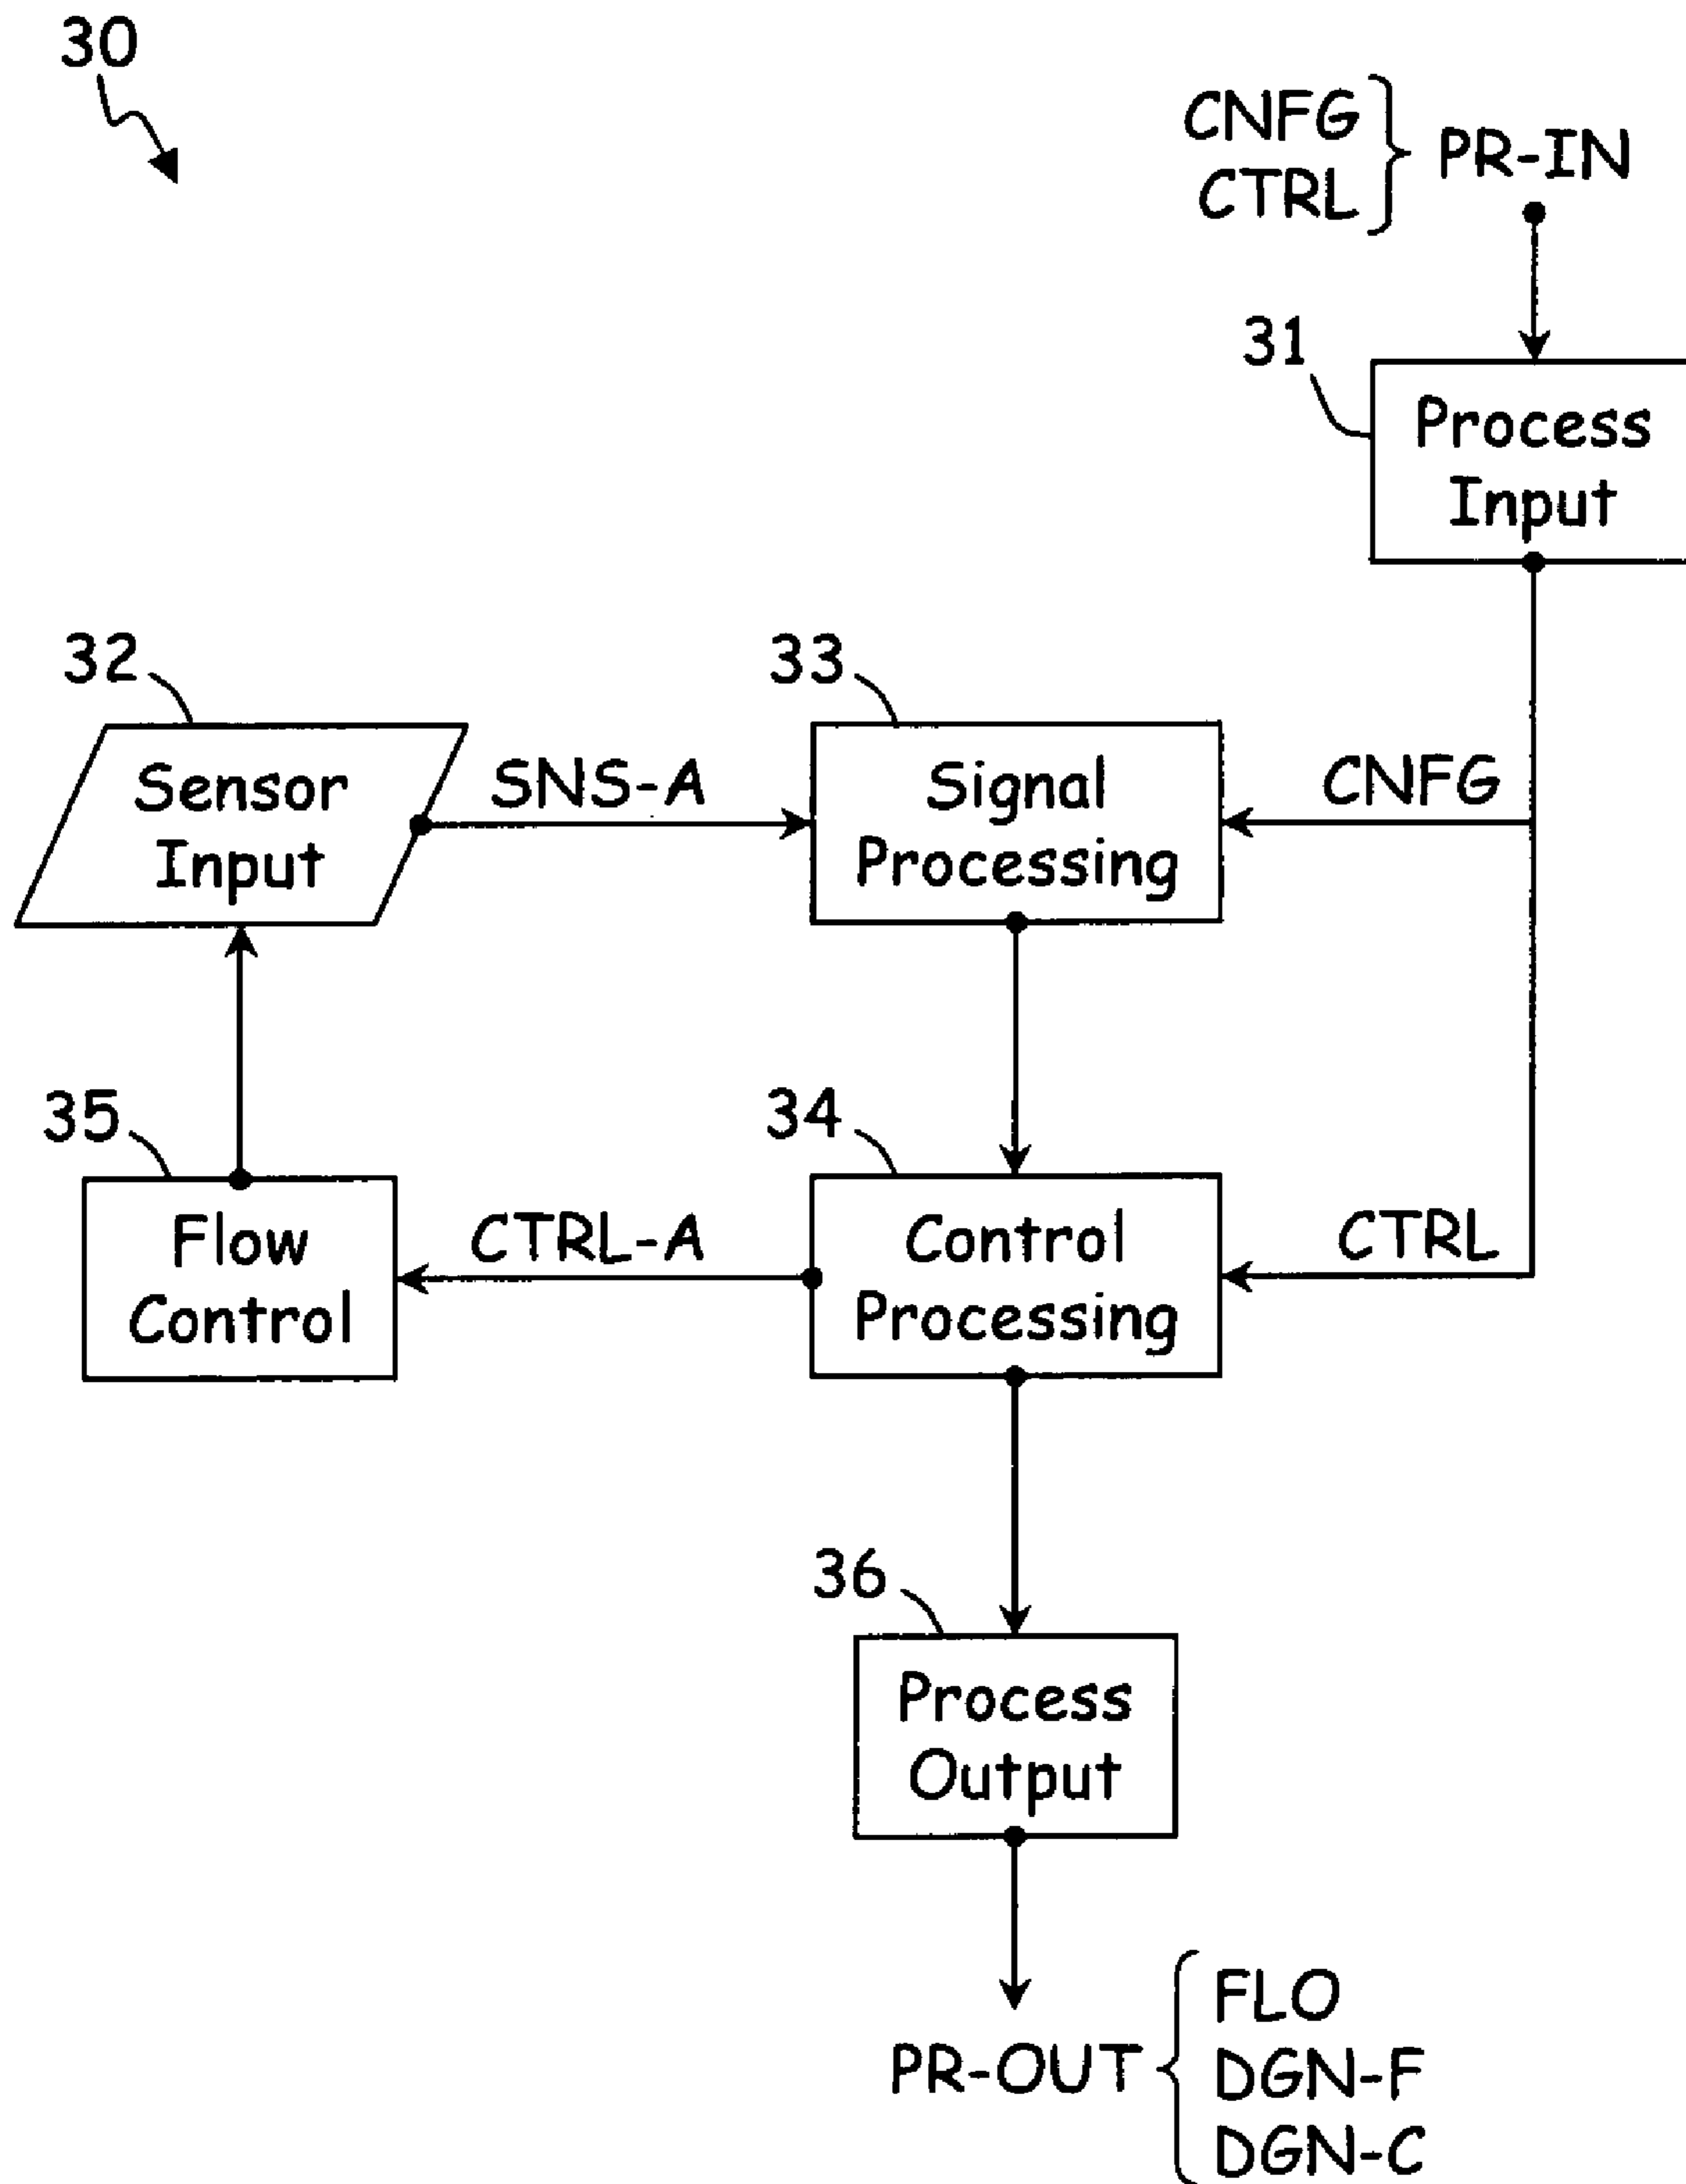 30
CNFG
CTRL
PR-IN
31
Process
Input
32
Sensor
Input
SNS-A
33
Signal
Processing
CNFG
35
Flow
Control
CTRL-A
34
Control
Processing
CTRL
36
Process
Output
PR-OUT
FLO
DGN-F
DGN-C